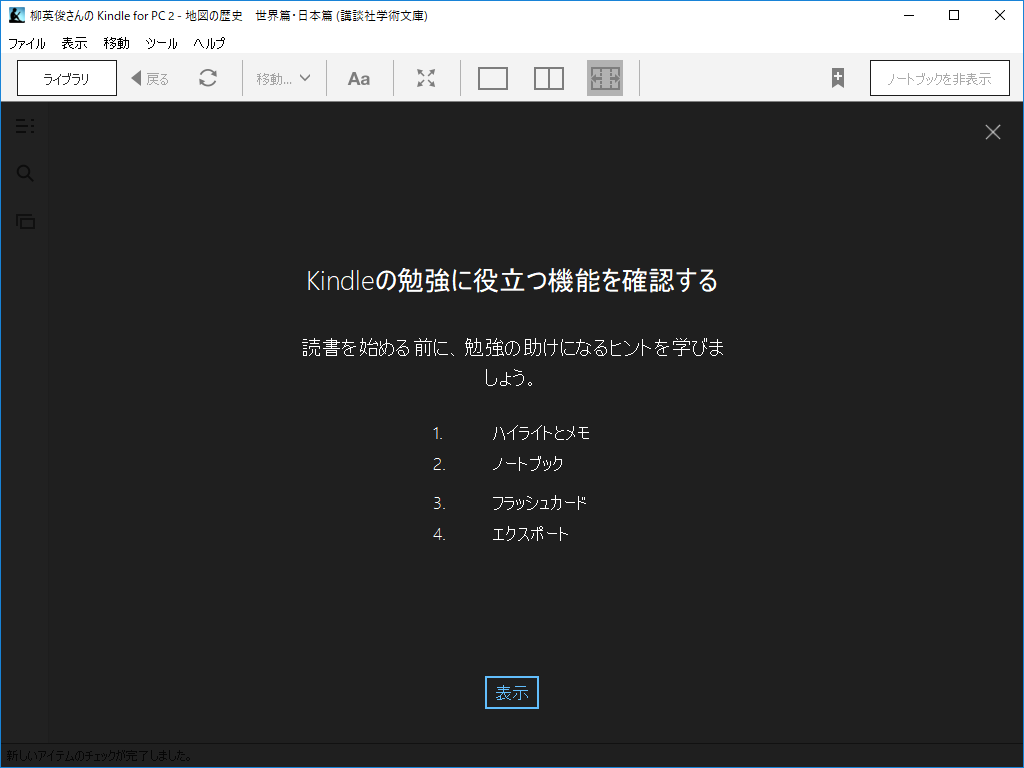 柳英俊さんの Kindle for PC 2 - 地図の歴史　世界篇・日本篇 (講談社学術文庫)
ファイル 表示 移動 ツール ヘルプ
ライブラリ 戻る 移動... Aa ノートブックを非表示
Kindleの勉強に役立つ機能を確認する
読書を始める前に、勉強の助けになるヒントを学びま
しょう。
1. ハイライトとメモ
2. ノートブック
3. フラッシュカード
4. エクスポート
表示
新しいアイテムのチェックが完了しました。